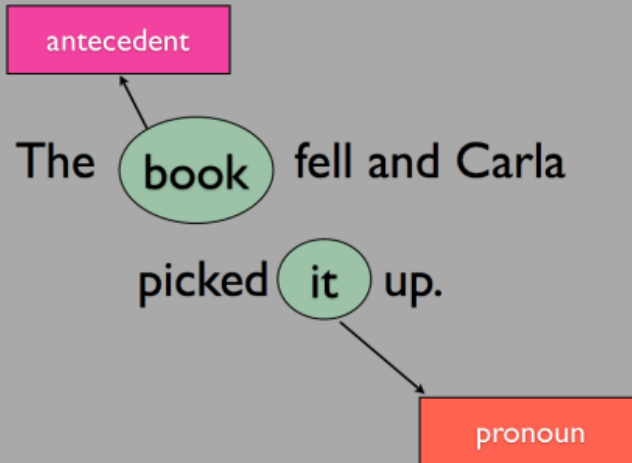 antecedent
The book fell and Carla
picked it up.
pronoun